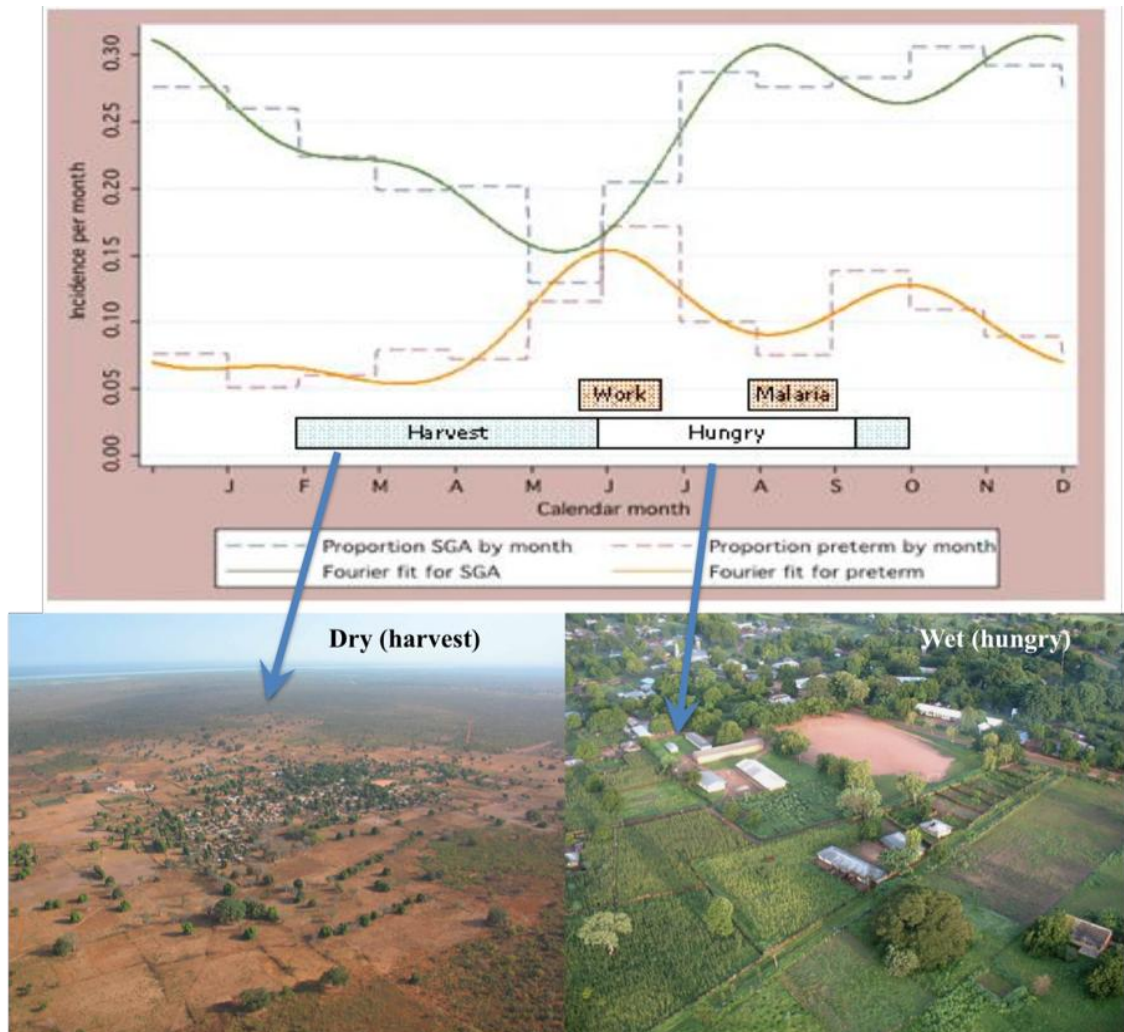 0.30
0.25
0.20
0.15
0.10
0.05
0.00
Incidence per month
Work
Malaria
Harvest
Hungry
J F M A M J J A S O N D
Calendar month
Proportion SGA by month
Proportion preterm by month
Fourier fit for SGA
Fourier fit for preterm
Dry (harvest)
Wet (hungry)